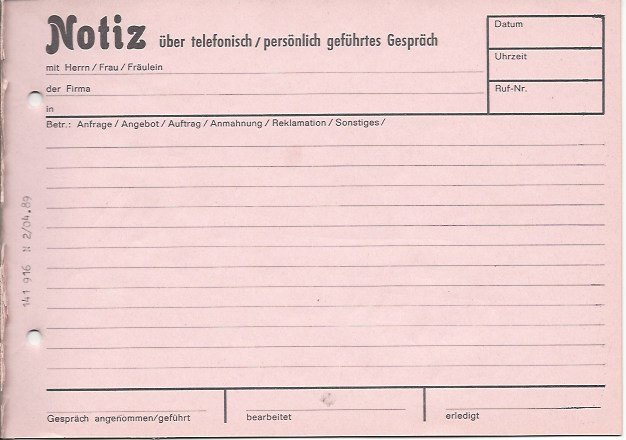 Notiz über telefonisch/persönlich geführtes Gespräch
mit Herrn/Frau/Fräulein
der Firma
in
Datum
Uhrzeit
Ruf-Nr.
Betr.: Anfrage/Angebot/Auftrag/Anmahnung/Reklamation/Sonstiges/
141 916 N 2/04.89
Gespräch angenommen/geführt
bearbeitet
erledigt